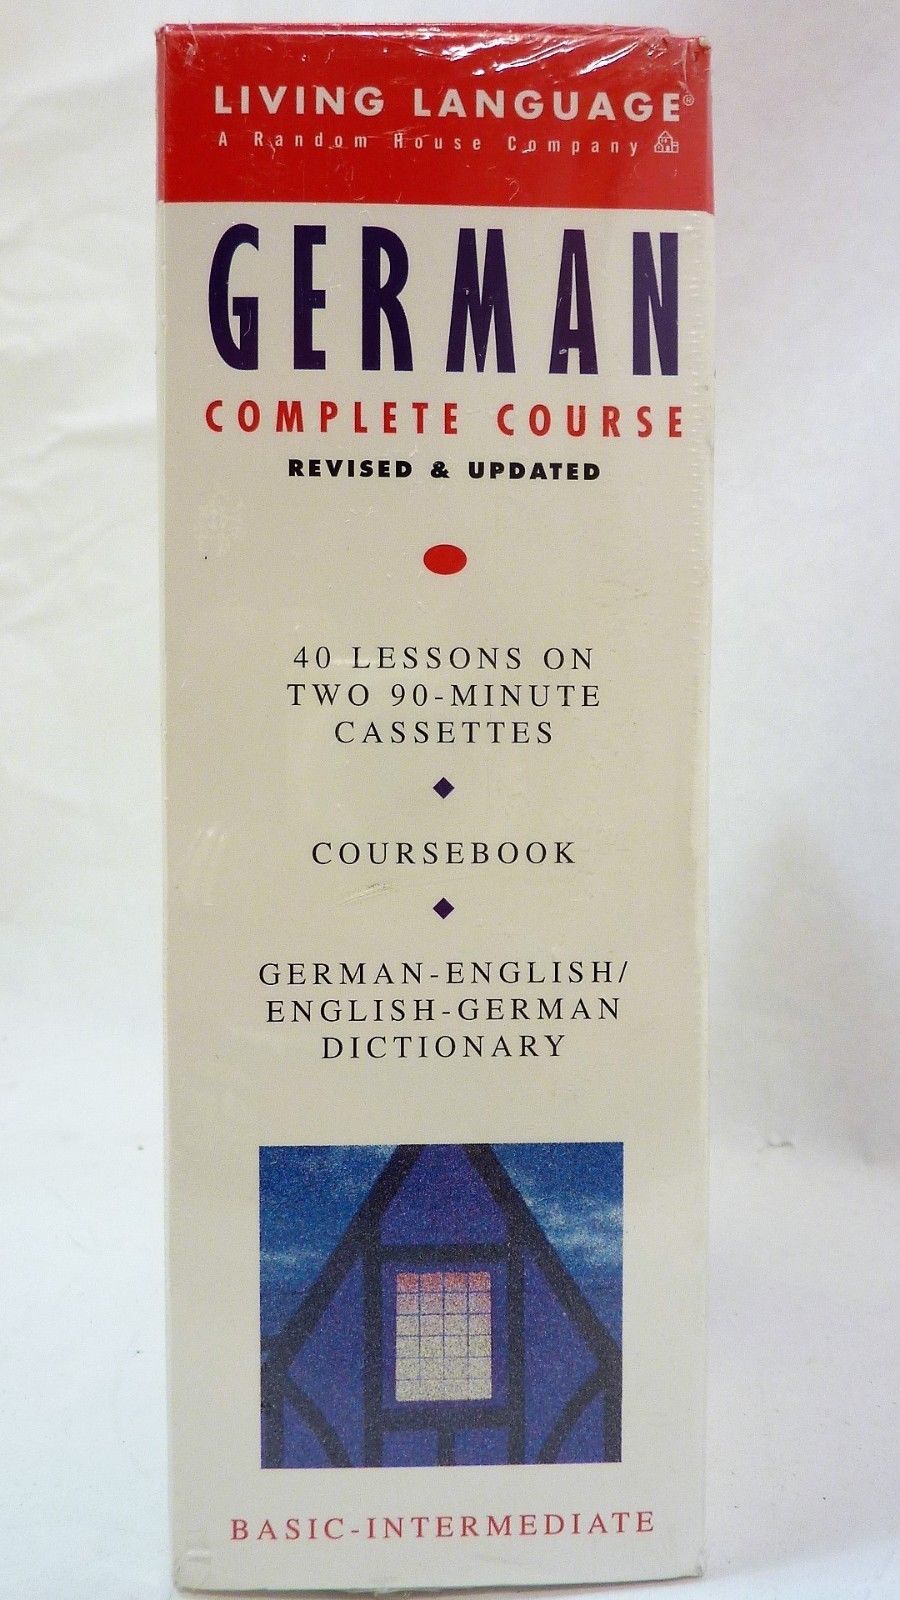 LIVING LANGUAGE®
A Random House Company
GERMAN
COMPLETE COURSE
REVISED & UPDATED
40 LESSONS ON
TWO 90-MINUTE
CASSETTES
COURSEBOOK
GERMAN-ENGLISH/
ENGLISH-GERMAN
DICTIONARY
BASIC-INTERMEDIATE